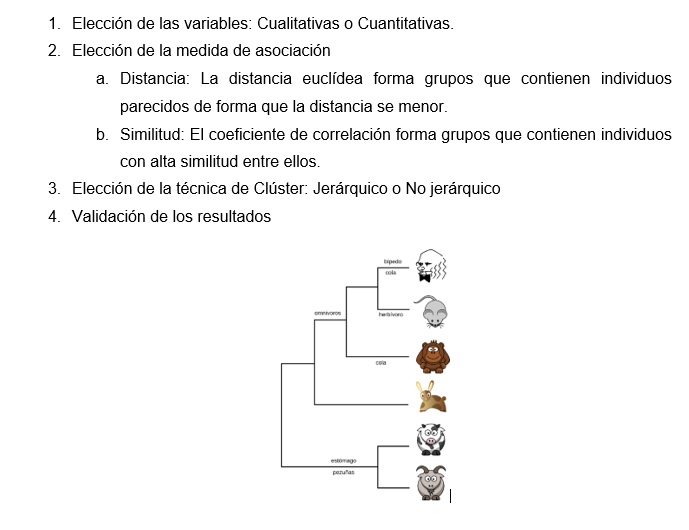 1. Elección de las variables: Cualitativas o Cuantitativas.
2. Elección de la medida de asociación
a. Distancia: La distancia euclídea forma grupos que contienen individuos
parecidos de forma que la distancia se menor.
b. Similitud: El coeficiente de correlación forma grupos que contienen individuos
con alta similitud entre ellos.
3. Elección de la técnica de Clúster: Jerárquico o No jerárquico
4. Validación de los resultados
bípedo
cola
omnívoros
herbívoro
cola
estómago
pezuñas